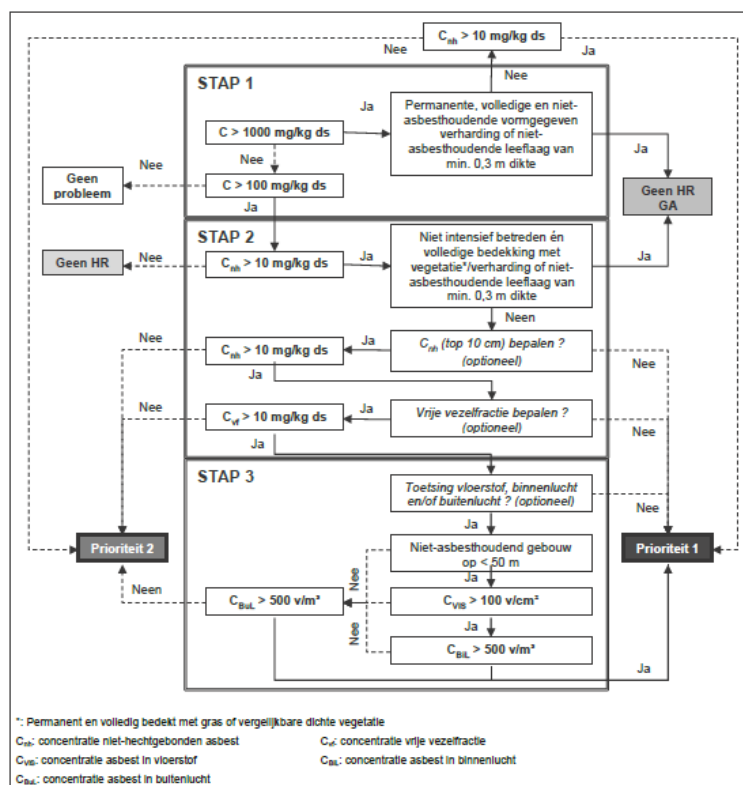 Cnh > 10 mg/kg ds
Nee
Ja
Nee
STAP 1
Ja
Permanente, volledige en niet-
asbesthoudende vormgegeven
verharding of niet-
asbesthoudende leeflaag van
min. 0,3 m dikte
C > 1000 mg/kg ds
Ja
Nee
Nee
Geen
probleem
C > 100 mg/kg ds
Geen HR
GA
Ja
STAP 2
Niet intensief betreden én
volledige bedekking met
vegetatie*/verharding of niet-
asbesthoudende leeflaag van
min. 0,3 m dikte
Geen HR
Nee
Cnh > 10 mg/kg ds
Ja
Ja
Neen
Nee
Cnh > 10 mg/kg ds
Ja
Cnh (top 10 cm) bepalen ?
(optioneel)
Nee
Ja
Nee
Cvf > 10 mg/kg ds
Ja
Vrije vezelfractie bepalen ?
(optioneel)
Nee
Ja
STAP 3
Toetsing vloerstof, binnenlucht
en/of buitenlucht ? (optioneel)
Nee
Ja
Prioriteit 2
Niet-asbesthoudend gebouw
op < 50 m
Prioriteit 1
Nee
Ja
Neen
CBuL > 500 v/m³
CVlS > 100 v/cm²
Nee
Ja
CBiL > 500 v/m³
Ja
*: Permanent en volledig bedekt met gras of vergelijkbare dichte vegetatie
Cnh: concentratie niet-hechtgebonden asbest
Cvf: concentratie vrije vezelfractie
CVlS: concentratie asbest in vloerstof
CBiL: concentratie asbest in binnenlucht
CBuL: concentratie asbest in buitenlucht